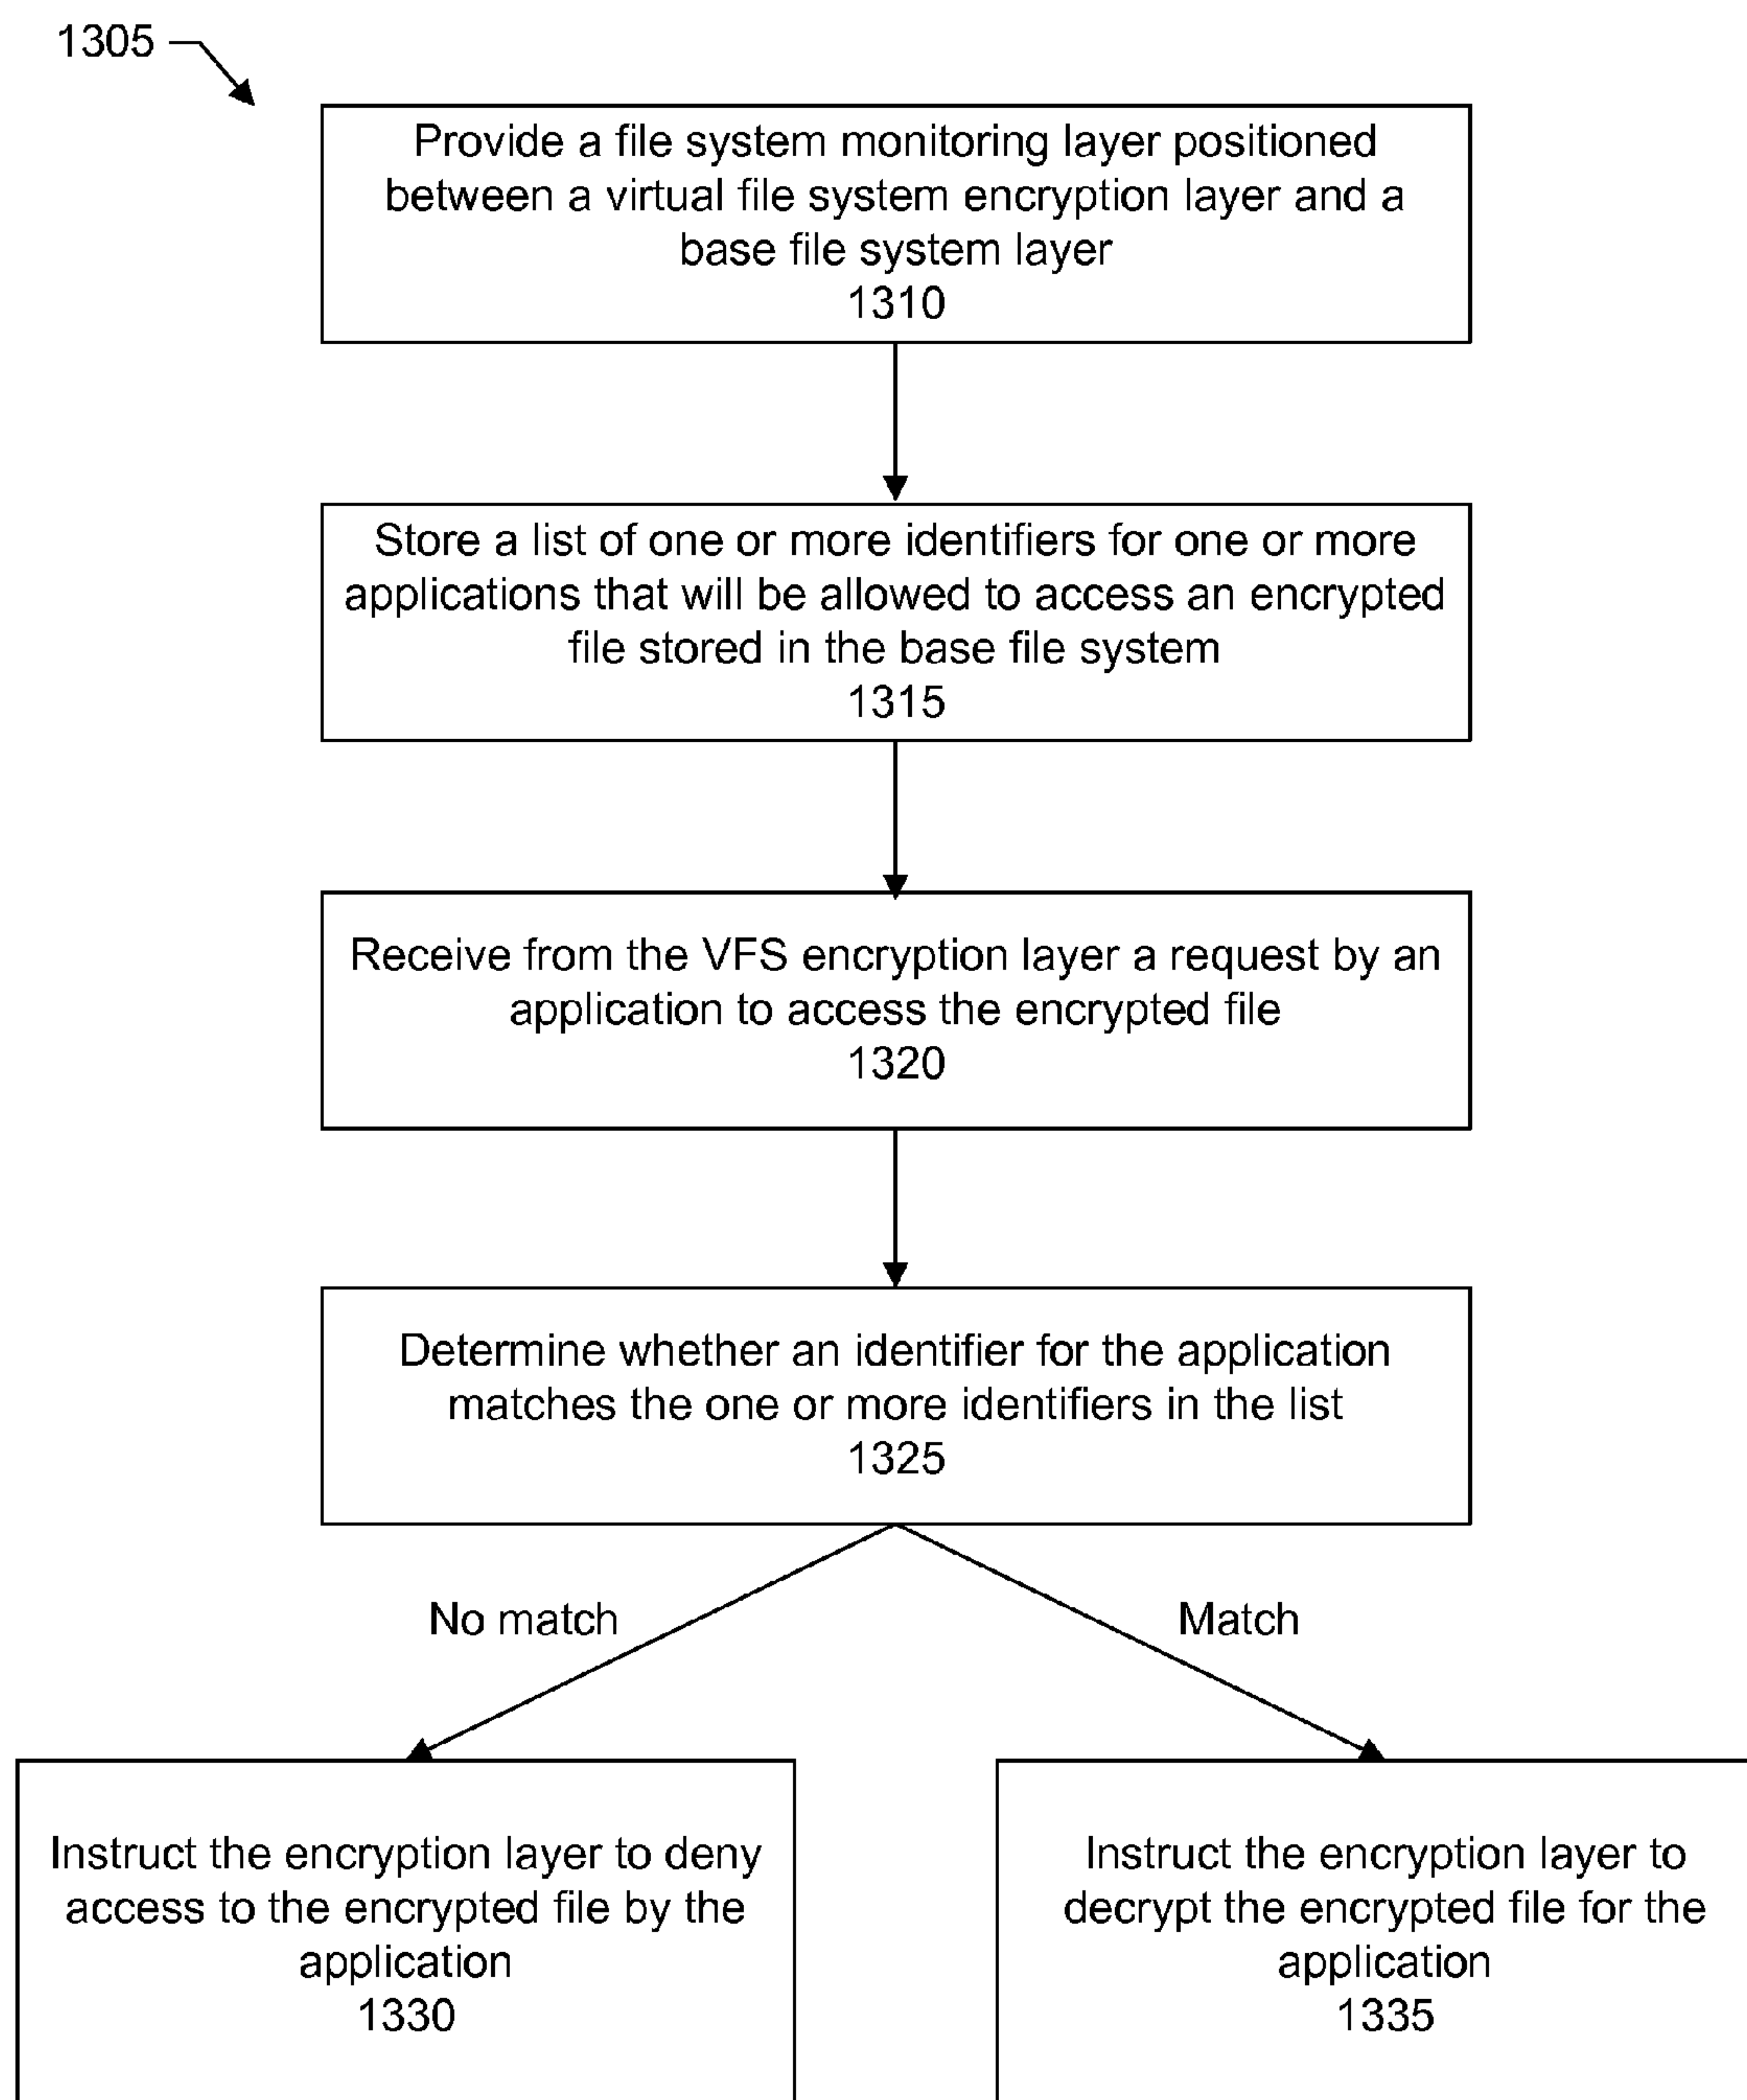 1305
Provide a file system monitoring layer positioned
between a virtual file system encryption layer and a
base file system layer
1310
Store a list of one or more identifiers for one or more
applications that will be allowed to access an encrypted
file stored in the base file system
1315
Receive from the VFS encryption layer a request by an
application to access the encrypted file
1320
Determine whether an identifier for the application
matches the one or more identifiers in the list
1325
No match
Match
Instruct the encryption layer to deny
access to the encrypted file by the
application
1330
Instruct the encryption layer to
decrypt the encrypted file for the
application
1335